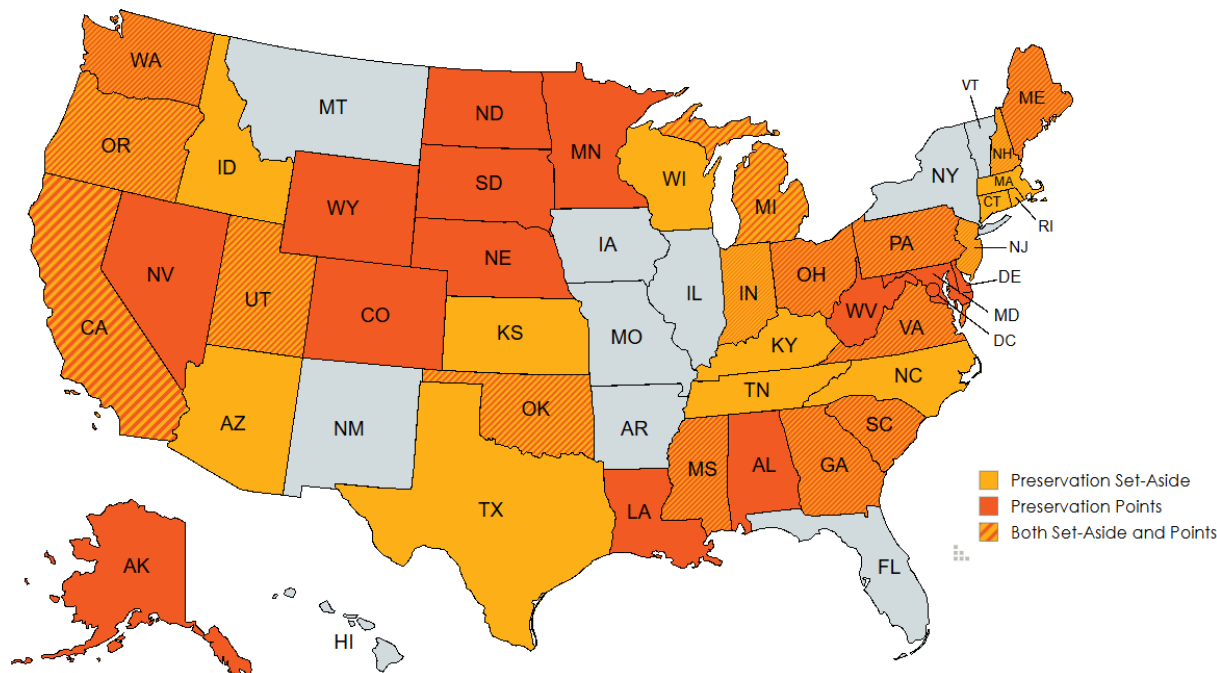 WA
MT
ND
MN
VT
ME
OR
ID
SD
WI
NH
NY
MA
WY
MI
CT
RI
IA
PA
NJ
NV
NE
OH
DE
UT
IL
IN
CO
WV
MD
CA
VA
DC
KS
MO
KY
NC
TN
AZ
NM
OK
AR
SC
MS
AL
GA
Preservation Set-Aside
TX
LA
Preservation Points
Both Set-Aside and Points
AK
FL
HI